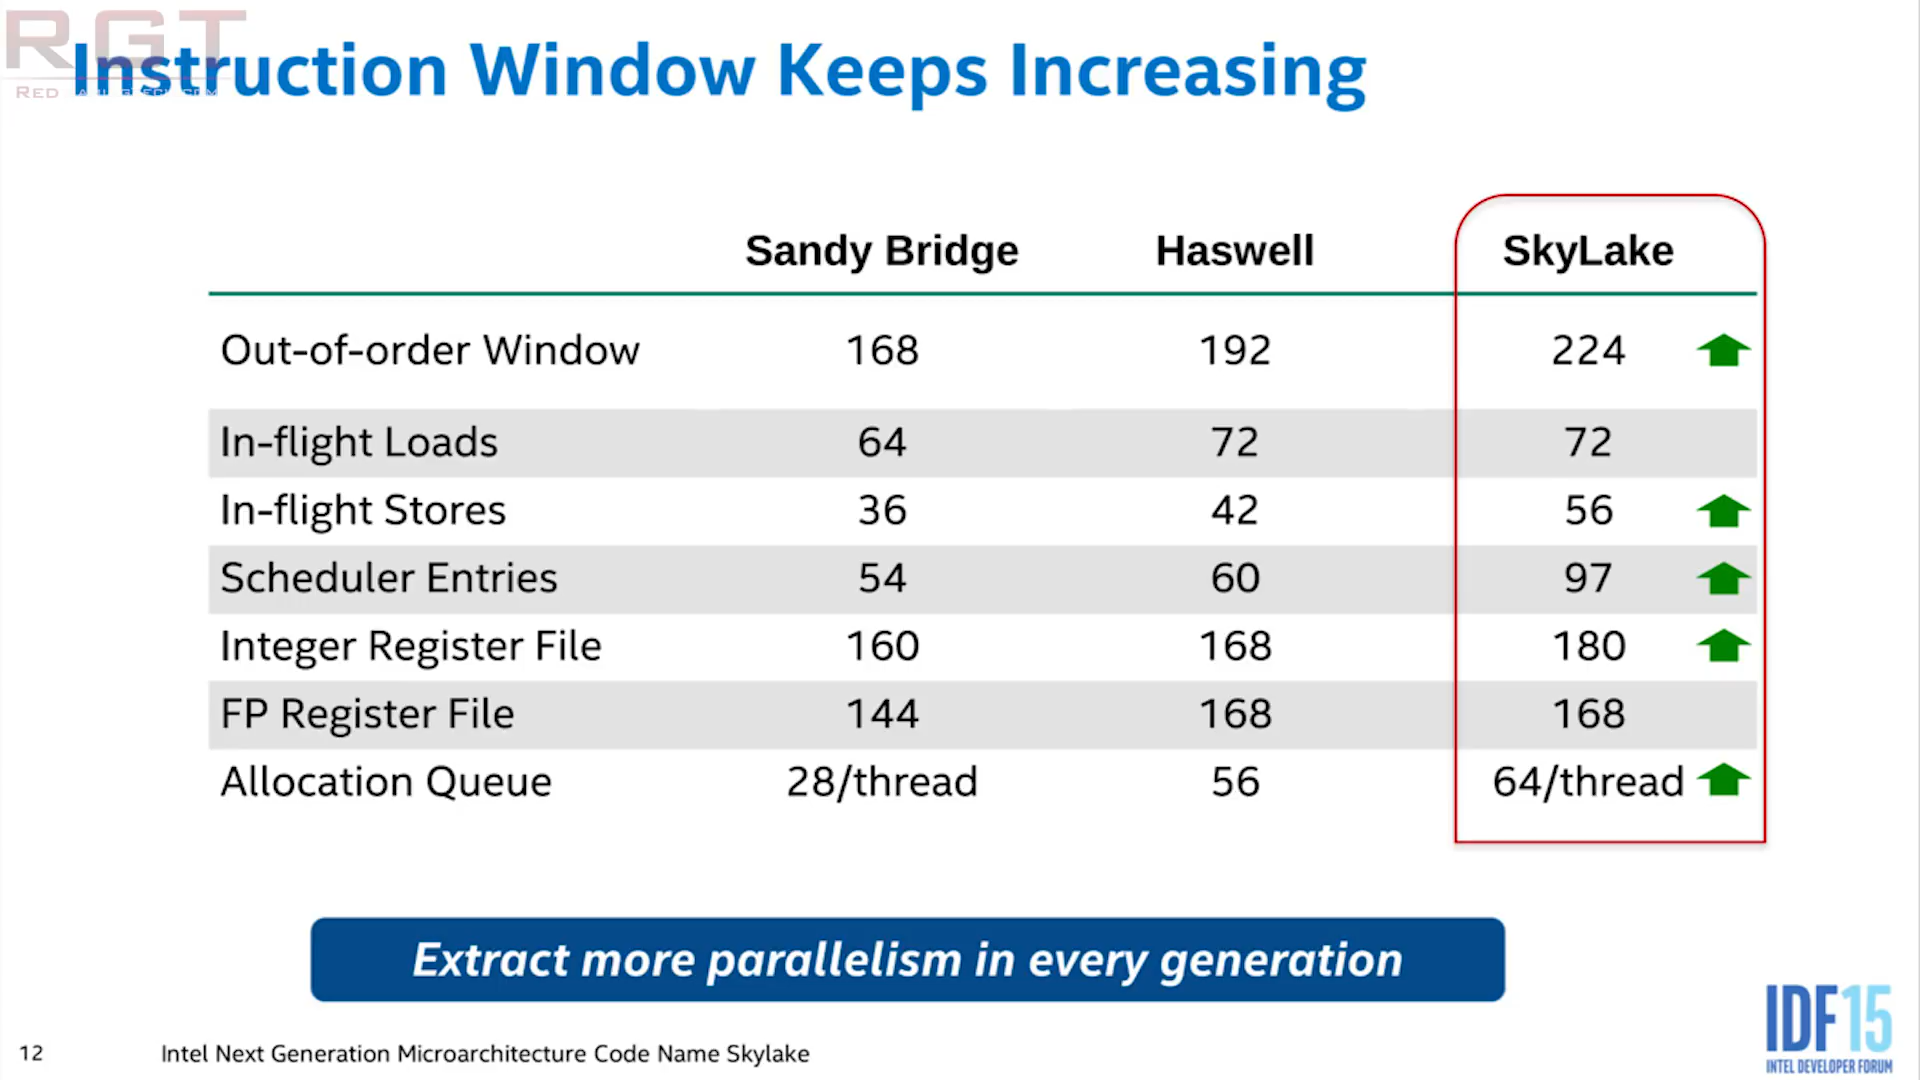 RGT
RED
Instruction Window Keeps Increasing
Sandy Bridge Haswell SkyLake
Out-of-order Window 168 192 224
In-flight Loads 64 72 72
In-flight Stores 36 42 56
Scheduler Entries 54 60 97
Integer Register File 160 168 180
FP Register File 144 168 168
Allocation Queue 28/thread 56 64/thread
Extract more parallelism in every generation
12 Intel Next Generation Microarchitecture Code Name Skylake
IDF15
INTEL DEVELOPER FORUM